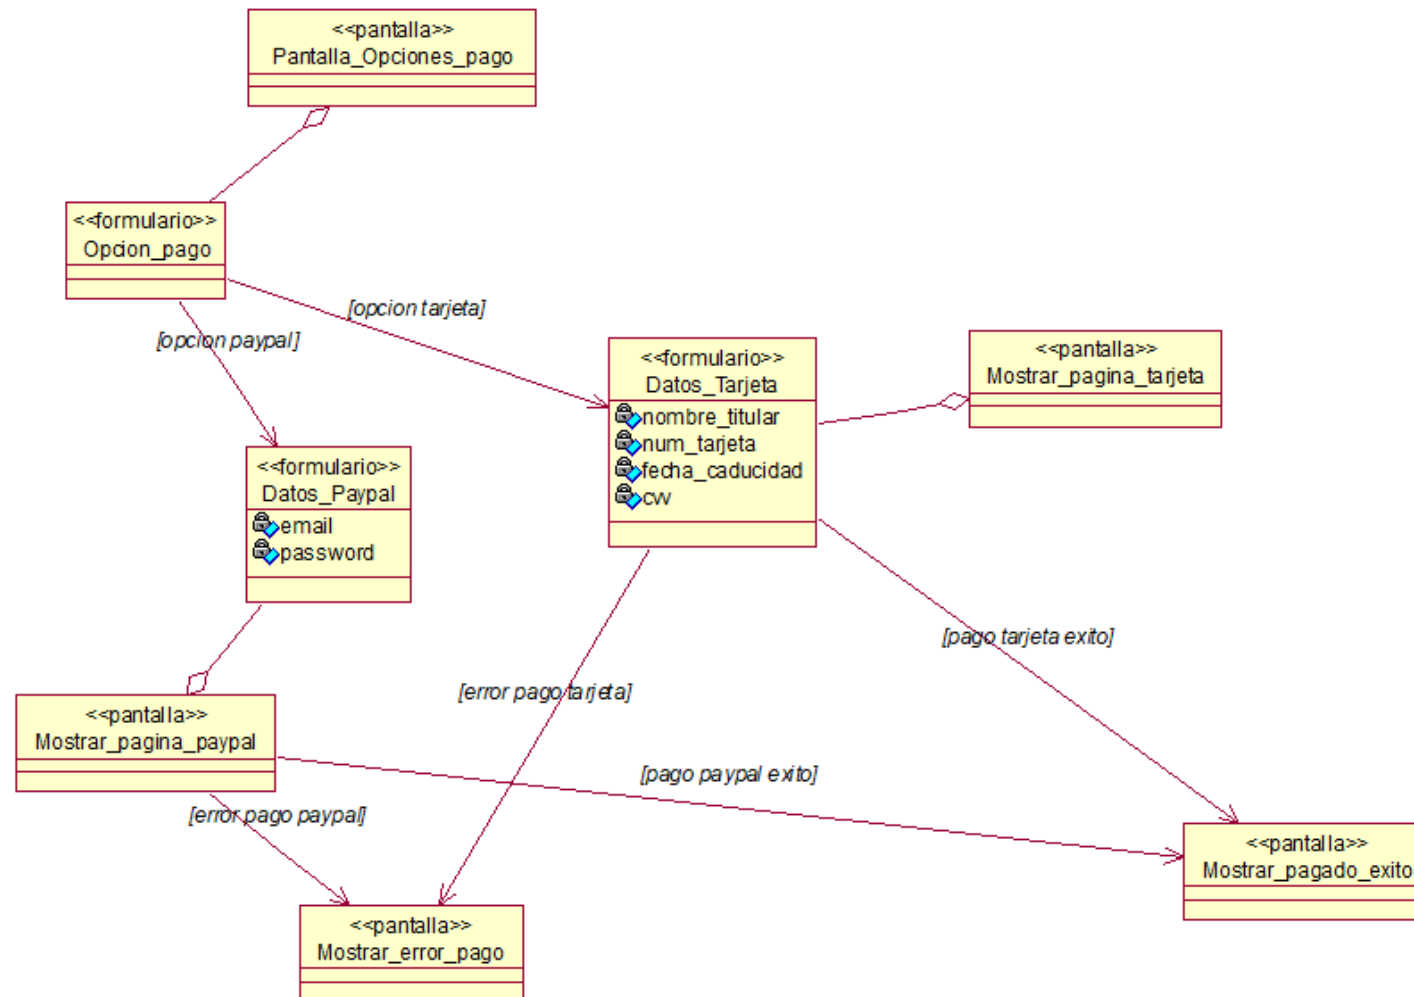 <<pantalla>>
Pantalla_Opciones_pago
<<formulario>>
Opcion_pago
[opcion tarjeta]
[opcion paypal]
<<formulario>>
Datos_Tarjeta
nombre_titular
num_tarjeta
fecha_caducidad
cvv
<<pantalla>>
Mostrar_pagina_tarjeta
<<formulario>>
Datos_Paypal
email
password
[pago tarjeta exito]
[error pago tarjeta]
<<pantalla>>
Mostrar_pagina_paypal
[pago paypal exito]
[error pago paypal]
<<pantalla>>
Mostrar_pagado_exito
<<pantalla>>
Mostrar_error_pago